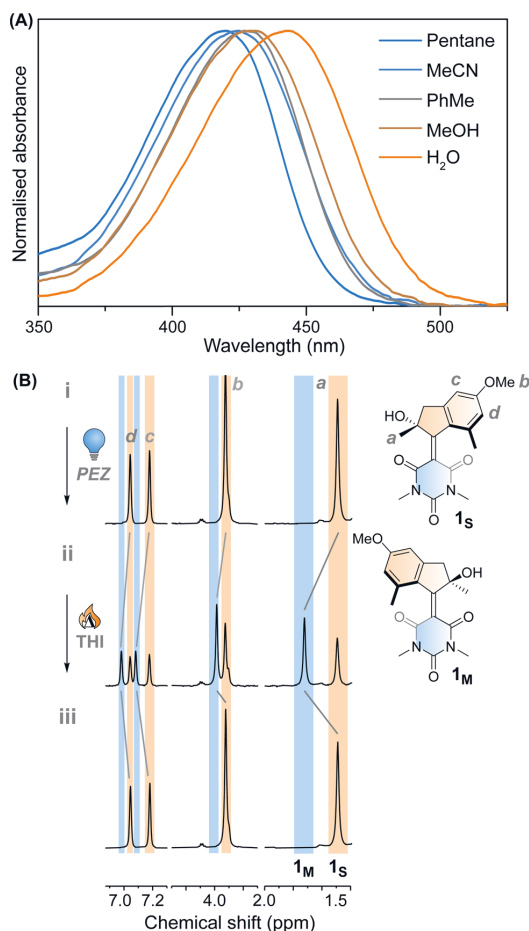 (A)
Normalised absorbance
Pentane
MeCN
PhMe
MeOH
H₂O
350 400 450 500
Wavelength (nm)
(B)
i
PEZ
ii
THI
iii
d c b a
c OMe b
HO
d
a
O O
N N
O
1S
MeO
OH
O O
N N
O
1M
1M 1S
7.0 7.2 4.0 2.0 2.0 1.5
Chemical shift (ppm)